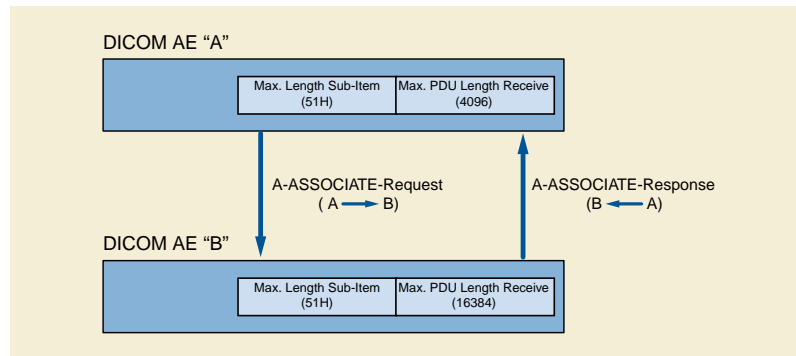 DICOM AE “A”
Max. Length Sub-Item
(51H)
Max. PDU Length Receive
(4096)
A-ASSOCIATE-Request
( A B)
A-ASSOCIATE-Response
(B A)
DICOM AE “B”
Max. Length Sub-Item
(51H)
Max. PDU Length Receive
(16384)